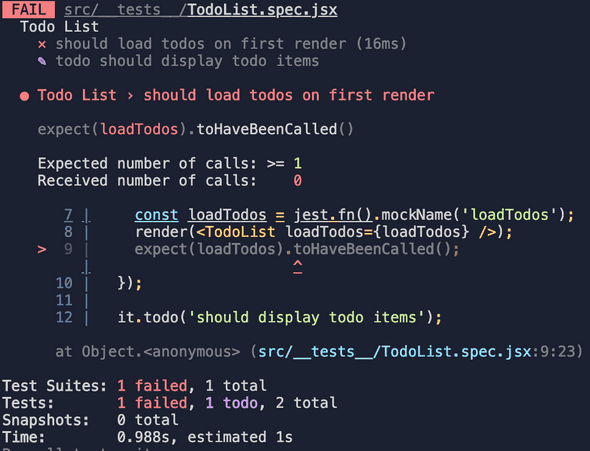 FAIL src/__tests__/TodoList.spec.jsx
Todo List
✕ should load todos on first render (16ms)
✎ todo should display todo items
● Todo List › should load todos on first render
expect(loadTodos).toHaveBeenCalled()
Expected number of calls: >= 1
Received number of calls:    0
7 | const loadTodos = jest.fn().mockName('loadTodos');
8 | render(<TodoList loadTodos={loadTodos} />);
> 9 | expect(loadTodos).toHaveBeenCalled();
| ^
10 | });
11 |
12 | it.todo('should display todo items');
at Object.<anonymous> (src/__tests__/TodoList.spec.jsx:9:23)
Test Suites: 1 failed, 1 total
Tests:       1 failed, 1 todo, 2 total
Snapshots:   0 total
Time:        0.988s, estimated 1s